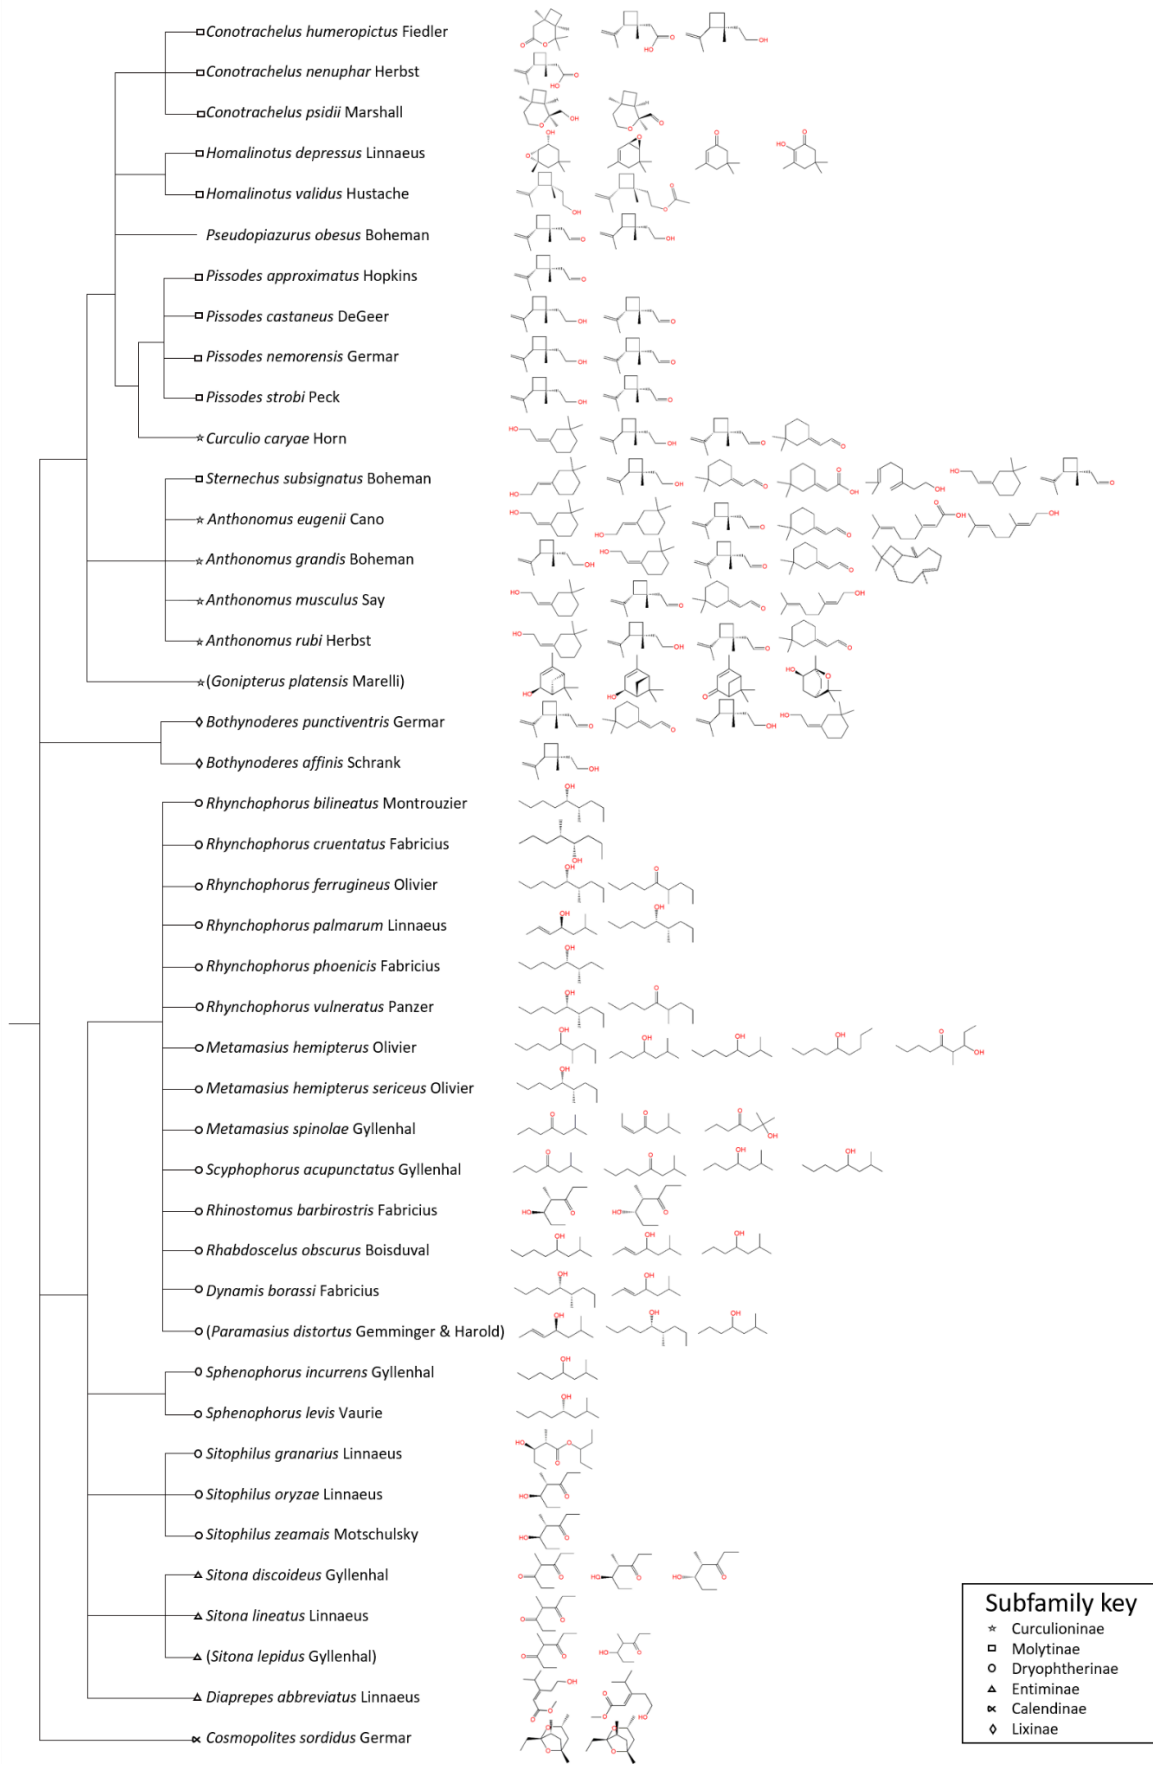 Conotrachelus humeropictus Fiedler
Conotrachelus nenuphar Herbst
Conotrachelus psidii Marshall
Homalinotus depressus Linnaeus
Homalinotus validus Hustache
Pseudopiazurus obesus Boheman
Pissodes approximatus Hopkins
Pissodes castaneus DeGeer
Pissodes nemorensis Germar
Pissodes strobi Peck
Curculio caryae Horn
Sternechus subsignatus Boheman
Anthonomus eugenii Cano
Anthonomus grandis Boheman
Anthonomus musculus Say
Anthonomus rubi Herbst
(Gonipterus platensis Marelli)
Bothynoderes punctiventris Germar
Bothynoderes affinis Schrank
Rhynchophorus bilineatus Montrouzier
Rhynchophorus cruentatus Fabricius
Rhynchophorus ferrugineus Olivier
Rhynchophorus palmarum Linnaeus
Rhynchophorus phoenicis Fabricius
Rhynchophorus vulneratus Panzer
Metamasius hemipterus Olivier
Metamasius hemipterus sericeus Olivier
Metamasius spinolae Gyllenhal
Scyphophorus acupunctatus Gyllenhal
Rhinostomus barbirostris Fabricius
Rhabdoscelus obscurus Boisduval
Dynamis borassi Fabricius
(Paramasius distortus Gemminger & Harold)
Sphenophorus incurrens Gyllenhal
Sphenophorus levis Vaurie
Sitophilus granarius Linnaeus
Sitophilus oryzae Linnaeus
Sitophilus zeamais Motschulsky
Sitona discoideus Gyllenhal
Sitona lineatus Linnaeus
(Sitona lepidus Gyllenhal)
Diaprepes abbreviatus Linnaeus
Cosmopolites sordidus Germar
Subfamily key
Curculioninae
Molytinae
Dryophtherinae
Entiminae
Calendinae
Lixinae